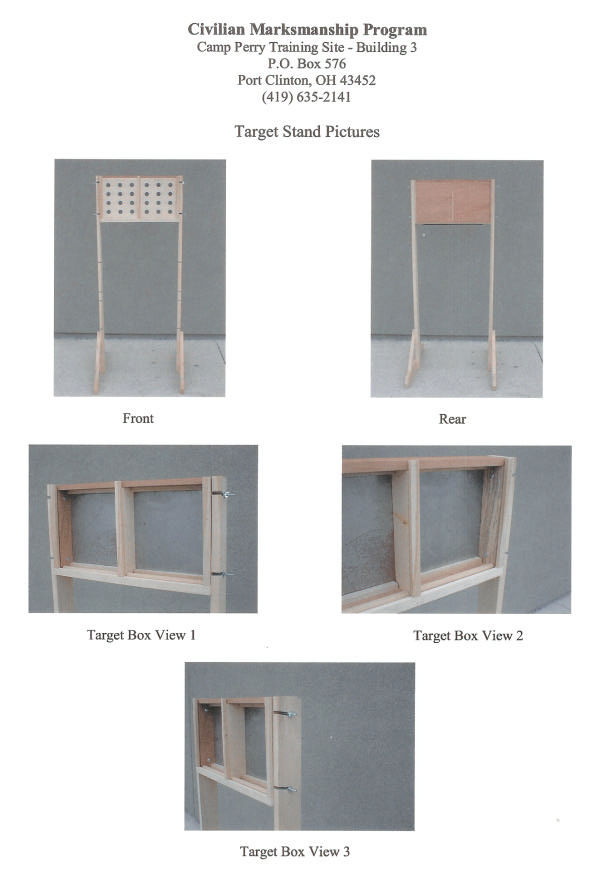 Civilian Marksmanship Program
Camp Perry Training Site - Building 3
P.O. Box 576
Port Clinton, OH 43452
(419) 635-2141
Target Stand Pictures
Front
Rear
Target Box View 1
Target Box View 2
Target Box View 3